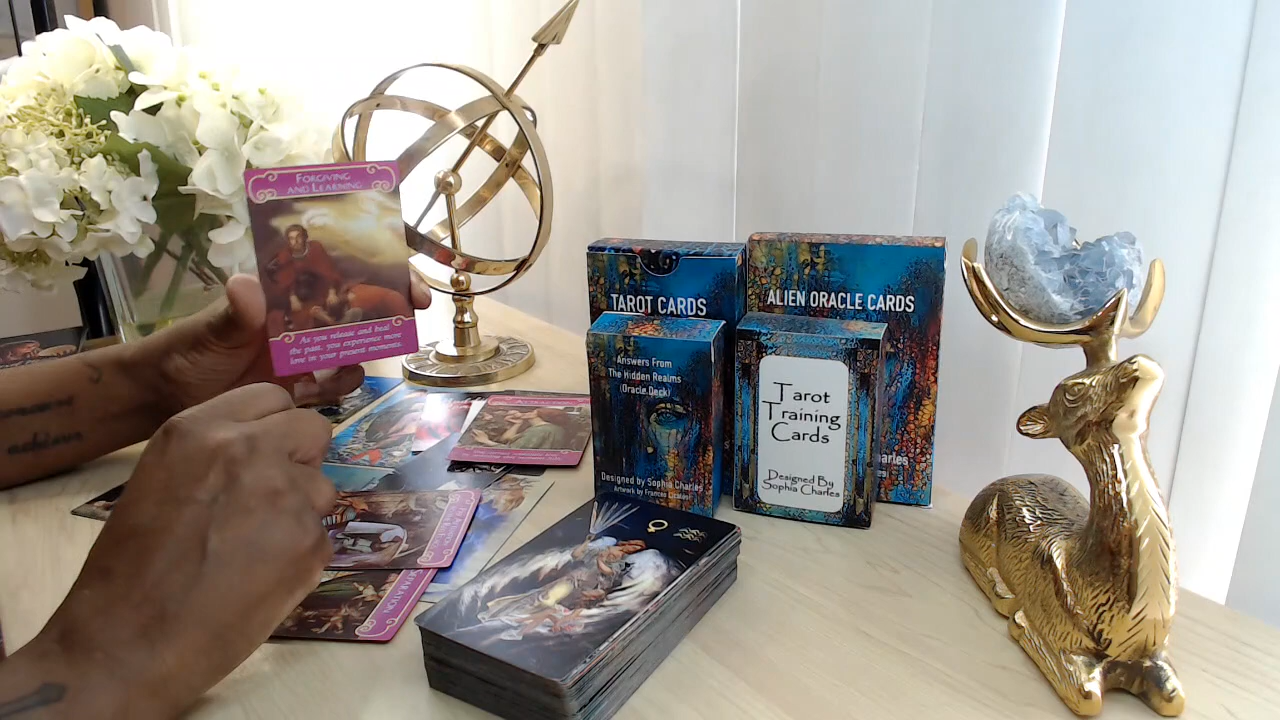 FORGIVING
AND LEARNING
As you release and heal
the past, you experience more
love in your present moments.
TAROT CARDS
ALIEN ORACLE CARDS
Answers From
The Hidden Realms
(Oracle Deck)
Designed by Sophia Charles
Tarot
Training
Cards
Designed By
Sophia Charles
Charles
SEPARATION